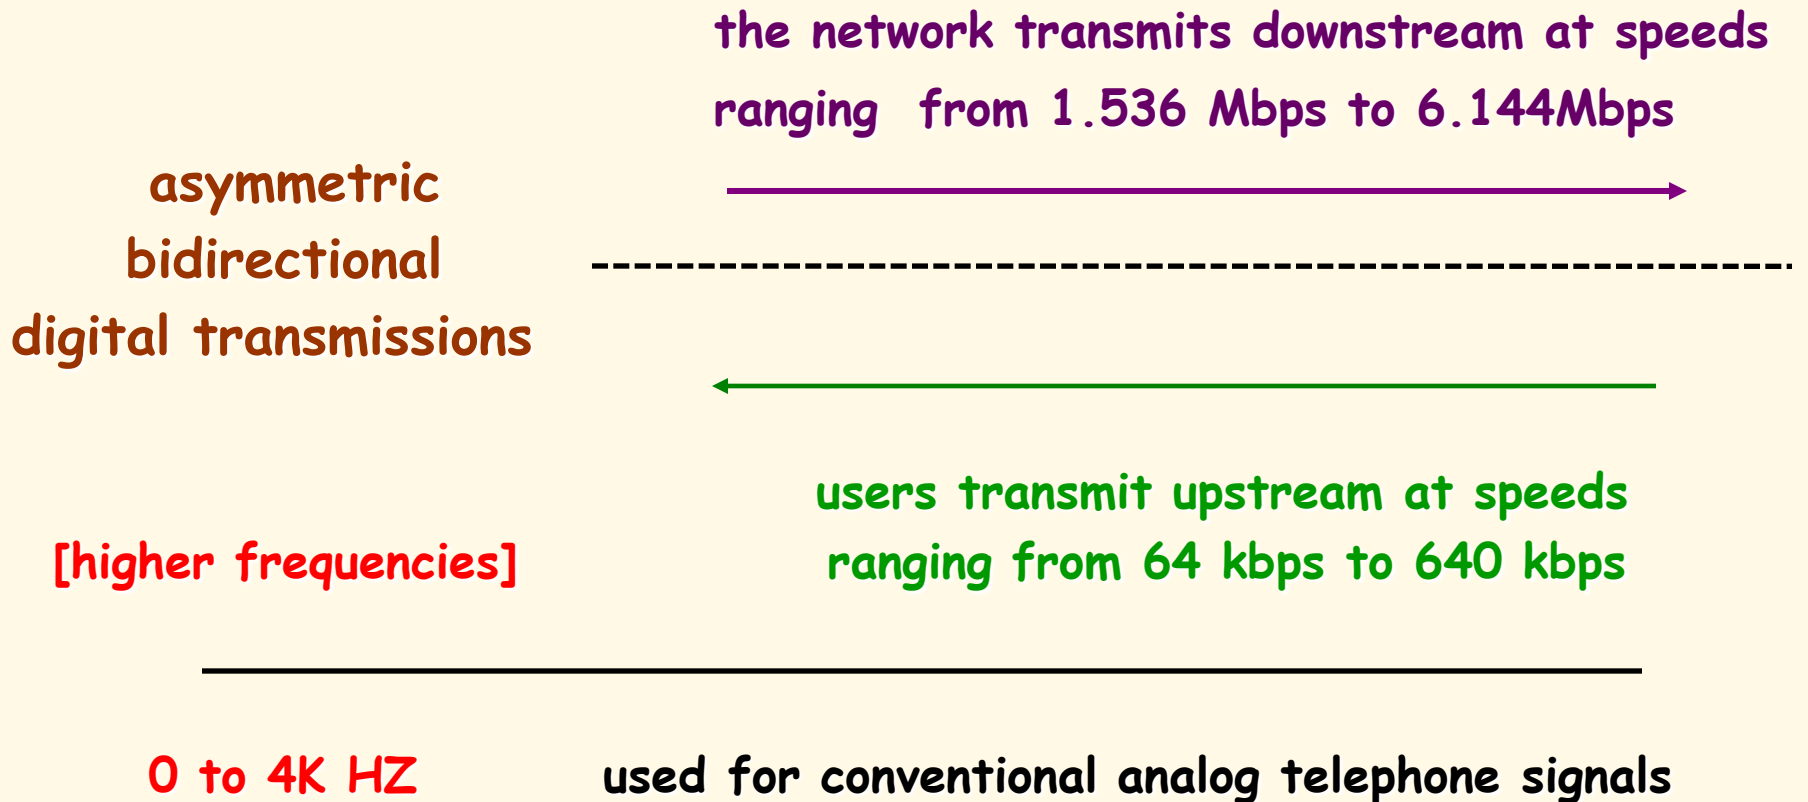 the network transmits downstream at speeds
ranging from 1.536 Mbps to 6.144Mbps
asymmetric
bidirectional
digital transmissions
users transmit upstream at speeds
ranging from 64 kbps to 640 kbps
[higher frequencies]
0 to 4K HZ
used for conventional analog telephone signals